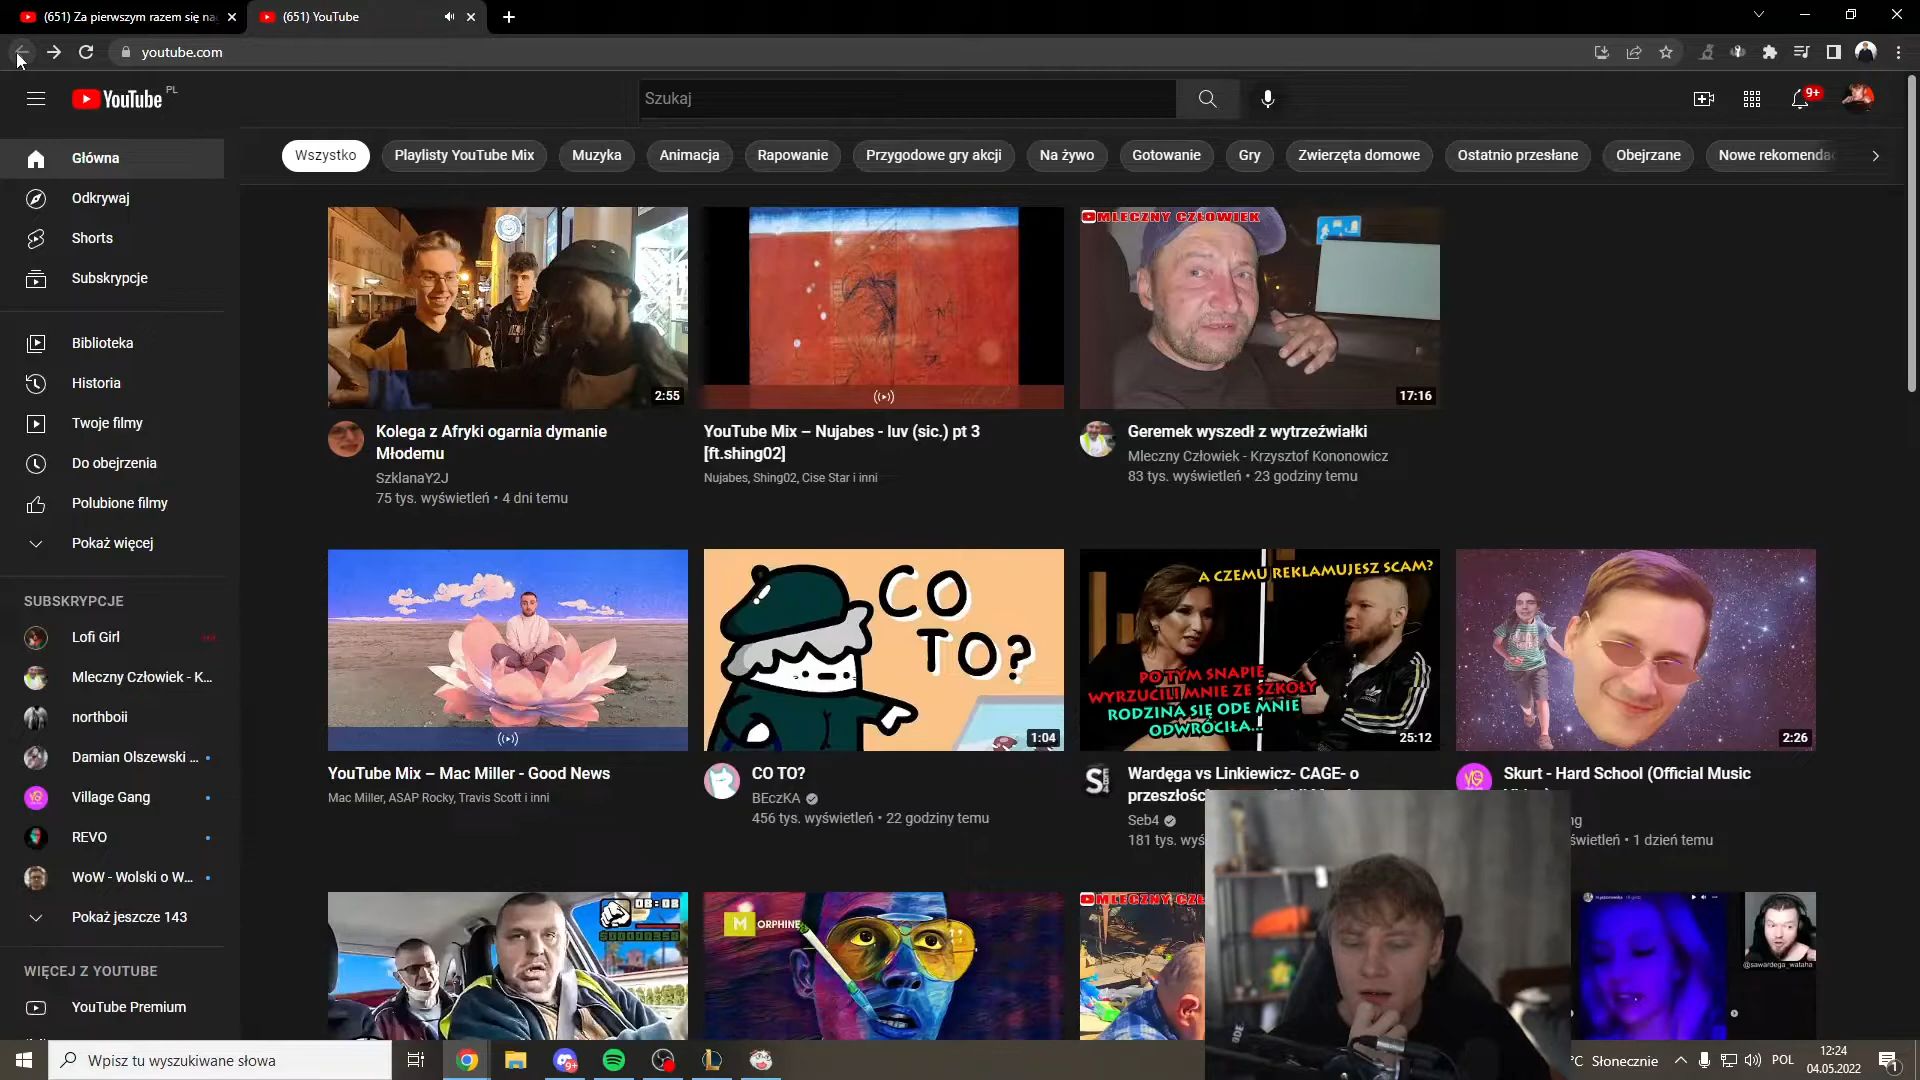 (651) Za pierwszym razem się na
(651) YouTube
youtube.com
YouTube PL
Szukaj
9+
Wszystko
Playlisty YouTube Mix
Muzyka
Animacja
Rapowanie
Przygodowe gry akcji
Na żywo
Gotowanie
Gry
Zwierzęta domowe
Ostatnio przesłane
Obejrzane
Nowe rekomendac
Główna
Odkrywaj
Shorts
Subskrypcje
Biblioteka
Historia
Twoje filmy
Do obejrzenia
Polubione filmy
Pokaż więcej
SUBSKRYPCJE
Lofi Girl
Mleczny Człowiek - K...
northboii
Damian Olszewski ...
Village Gang
REVO
WoW - Wolski o W...
Pokaż jeszcze 143
WIĘCEJ Z YOUTUBE
YouTube Premium
2:55
Kolega z Afryki ogarnia dymanie
Młodemu
SzklanaY2J
75 tys. wyświetleń • 4 dni temu
YouTube Mix – Nujabes - luv (sic.) pt 3
[ft.shing02]
Nujabes, Shing02, Cise Star i inni
MLECZNY CZŁOWIEK
17:16
Geremek wyszedł z wytrzeźwiałki
Mleczny Człowiek - Krzysztof Kononowicz
83 tys. wyświetleń • 23 godziny temu
YouTube Mix – Mac Miller - Good News
Mac Miller, ASAP Rocky, Travis Scott i inni
CO
TO?
1:04
CO TO?
BEczKA
456 tys. wyświetleń • 22 godziny temu
A CZEMU REKLAMUJESZ SCAM?
PO TYM SNAPIE
WYRZUCILI MNIE ZE SZKOŁY
RODZINA SIĘ ODE MNIE
ODWRÓCIŁA...
25:12
Wardęga vs Linkiewicz- CAGE- o
przeszłośc
Seb4
181 tys. wyś
2:26
Skurt - Hard School (Official Music
ng
świetleń • 1 dzień temu
08:08
MORPHINE
MLECZNY CZŁ
@sawardega_wataha
Wpisz tu wyszukiwane słowa
9+
°C Słonecznie
POL
12:24
04.05.2022
1